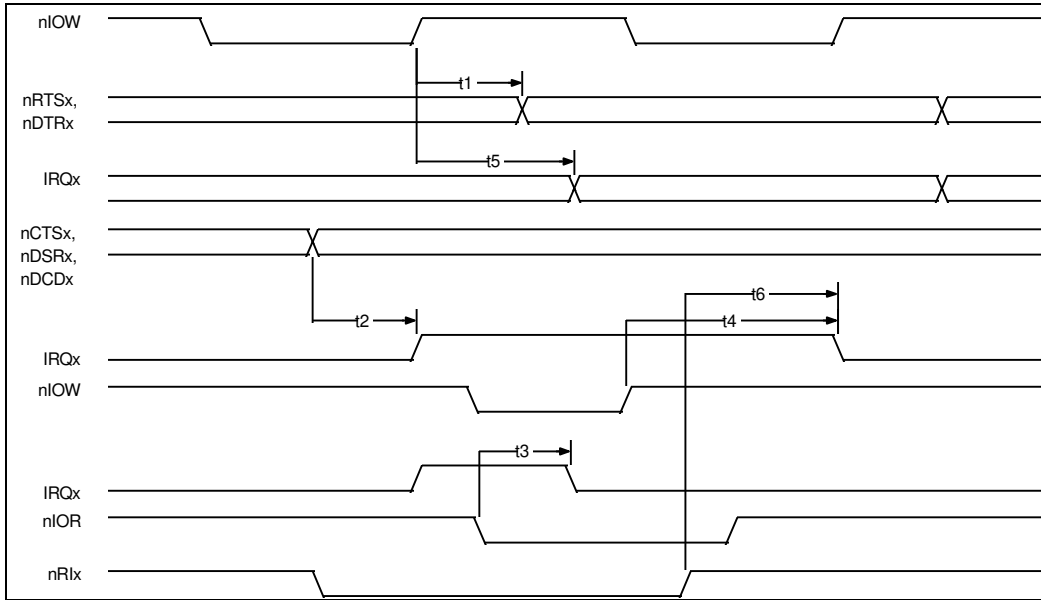 nIOW
t1
nRTSx,
nDTRx
t5
IRQx
nCTSx,
nDSRx,
nDCDx
t6
t2
t4
IRQx
nIOW
t3
IRQx
nIOR
nRIx